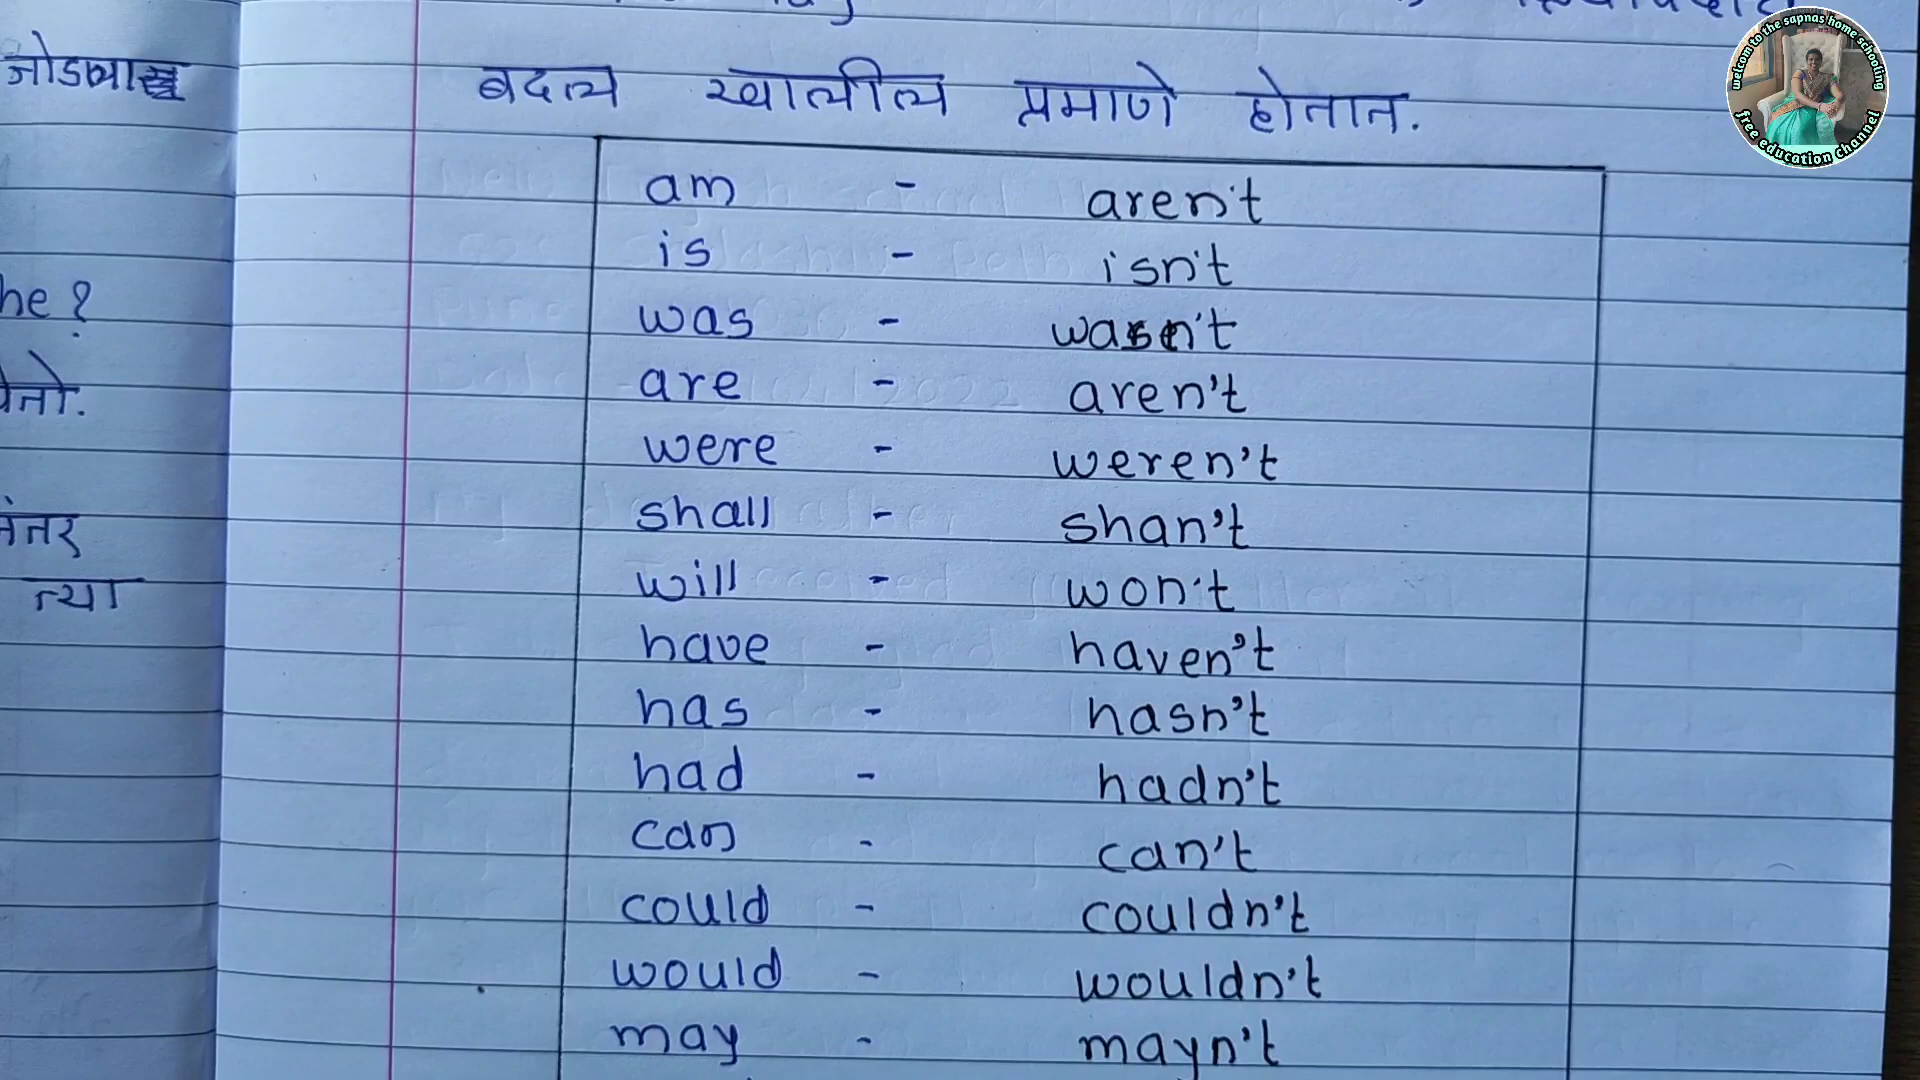 जोडण्यास
he ?
येतो.
नंतर
त्या
बदल खालील प्रमाणे होतात.
am - aren't
is - isn't
was - wasn't
are - aren't
were - weren't
shall - shan't
will - won't
have - haven't
has - hasn't
had - hadn't
can - can't
could - couldn't
would - wouldn't
may - mayn't
welcom to the sapnas home schooling
free education channel